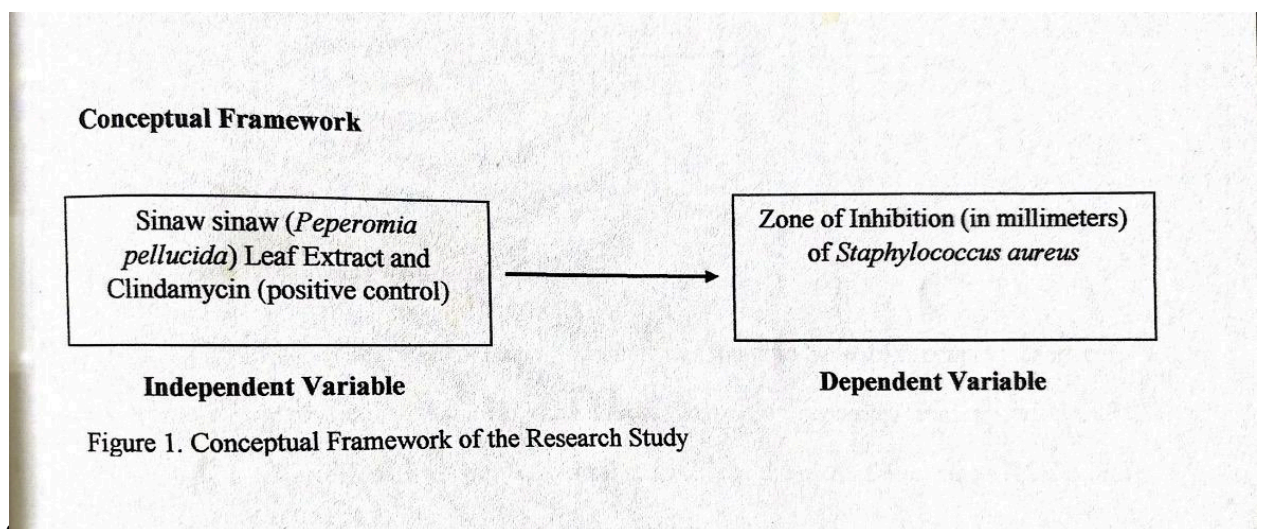 Conceptual Framework
Sinaw sinaw (Peperomia
pellucida) Leaf Extract and
Clindamycin (positive control)
Zone of Inhibition (in millimeters)
of Staphylococcus aureus
Independent Variable
Dependent Variable
Figure 1. Conceptual Framework of the Research Study